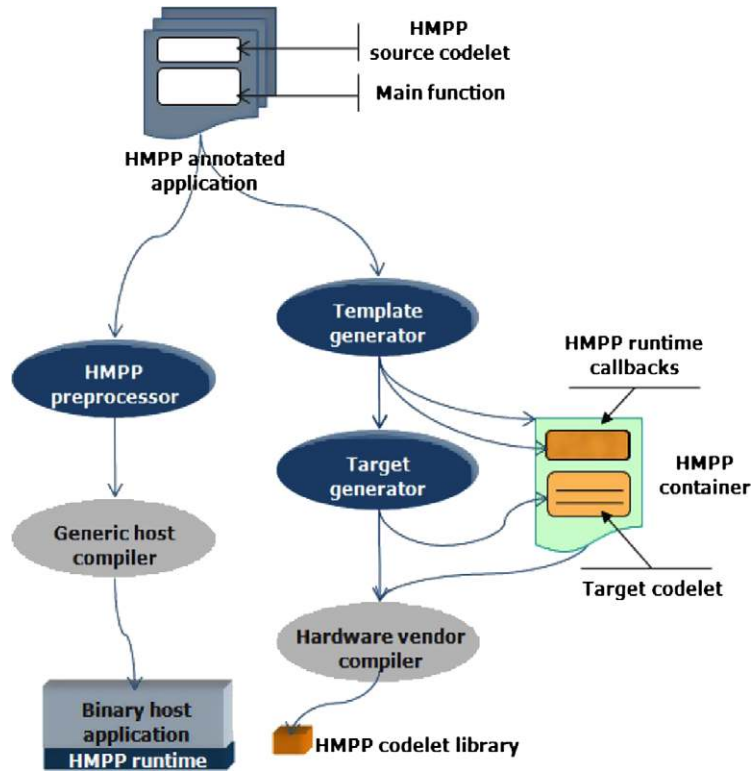 HMPP
source codelet
Main function
HMPP annotated
application
Template
generator
HMPP runtime
callbacks
HMPP
preprocessor
Target
generator
HMPP
container
Generic host
compiler
Target codelet
Hardware vendor
compiler
Binary host
application
HMPP runtime
HMPP codelet library